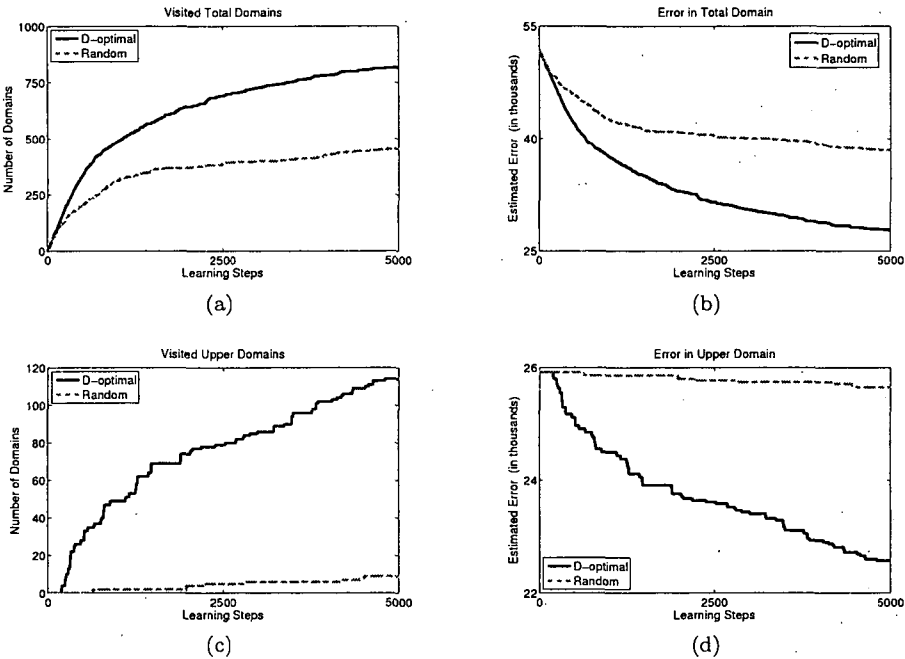 Visited Total Domains
D-optimal
Random
1000
750
500
250
0
Number of Domains
0
2500
5000
Learning Steps
(a)
Error in Total Domain
D-optimal
Random
55
40
25
Estimated Error (in thousands)
0
2500
5000
Learning Steps
(b)
Visited Upper Domains
D-optimal
Random
120
100
80
60
40
20
0
Number of Domains
0
2500
5000
Learning Steps
(c)
Error in Upper Domain
26
24
22
Estimated Error (in thousands)
D-optimal
Random
0
2500
5000
Learning Steps
(d)